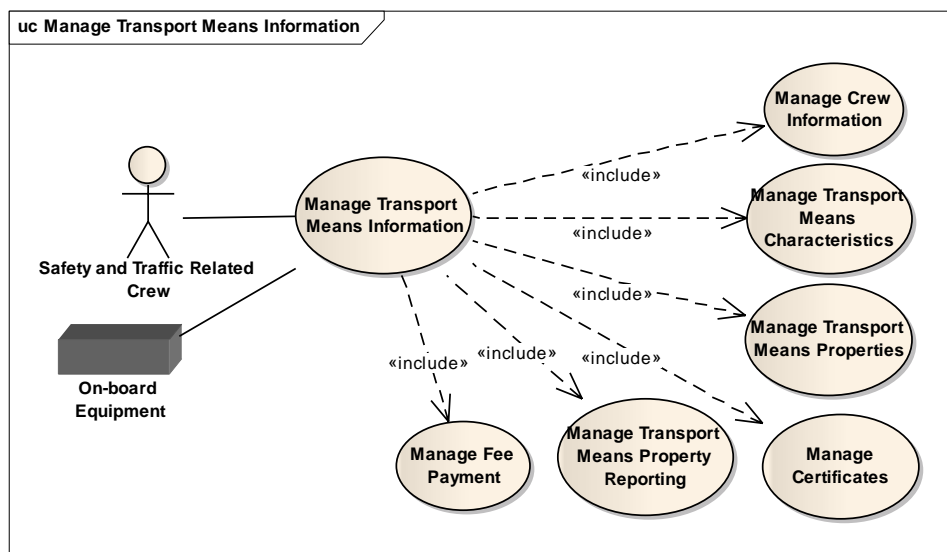 uc Manage Transport Means Information
Manage Crew
Information
«include»
Manage Transport
Means Information
Manage Transport
Means
Characteristics
«include»
Safety and Traffic Related
Crew
«include»
Manage Transport
Means Properties
On-board
Equipment
«include»
«include»
«include»
Manage Fee
Payment
Manage Transport
Means Property
Reporting
Manage
Certificates